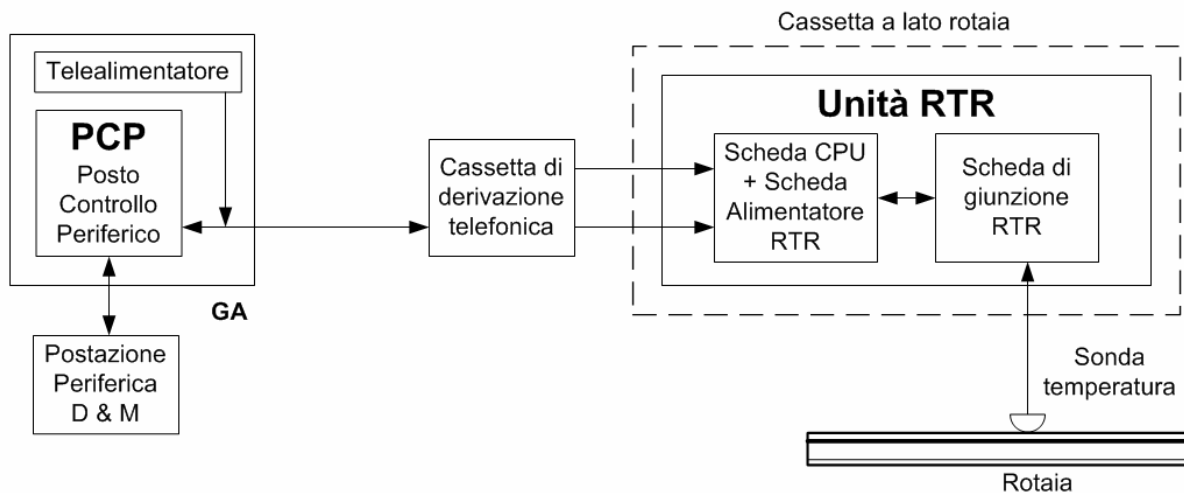 Cassetta a lato rotaia
Telealimentatore
PCP
Posto
Controllo
Periferico
GA
Postazione
Periferica
D & M
Cassetta di
derivazione
telefonica
Unità RTR
Scheda CPU
+ Scheda
Alimentatore
RTR
Scheda di
giunzione
RTR
Sonda
temperatura
Rotaia